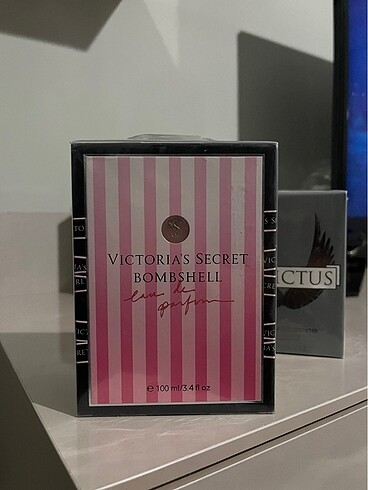 VICTORIA'S SECRET
BOMBSHELL
eau de
parfum
℮ 100 ml/3.4 fl oz
CTUS